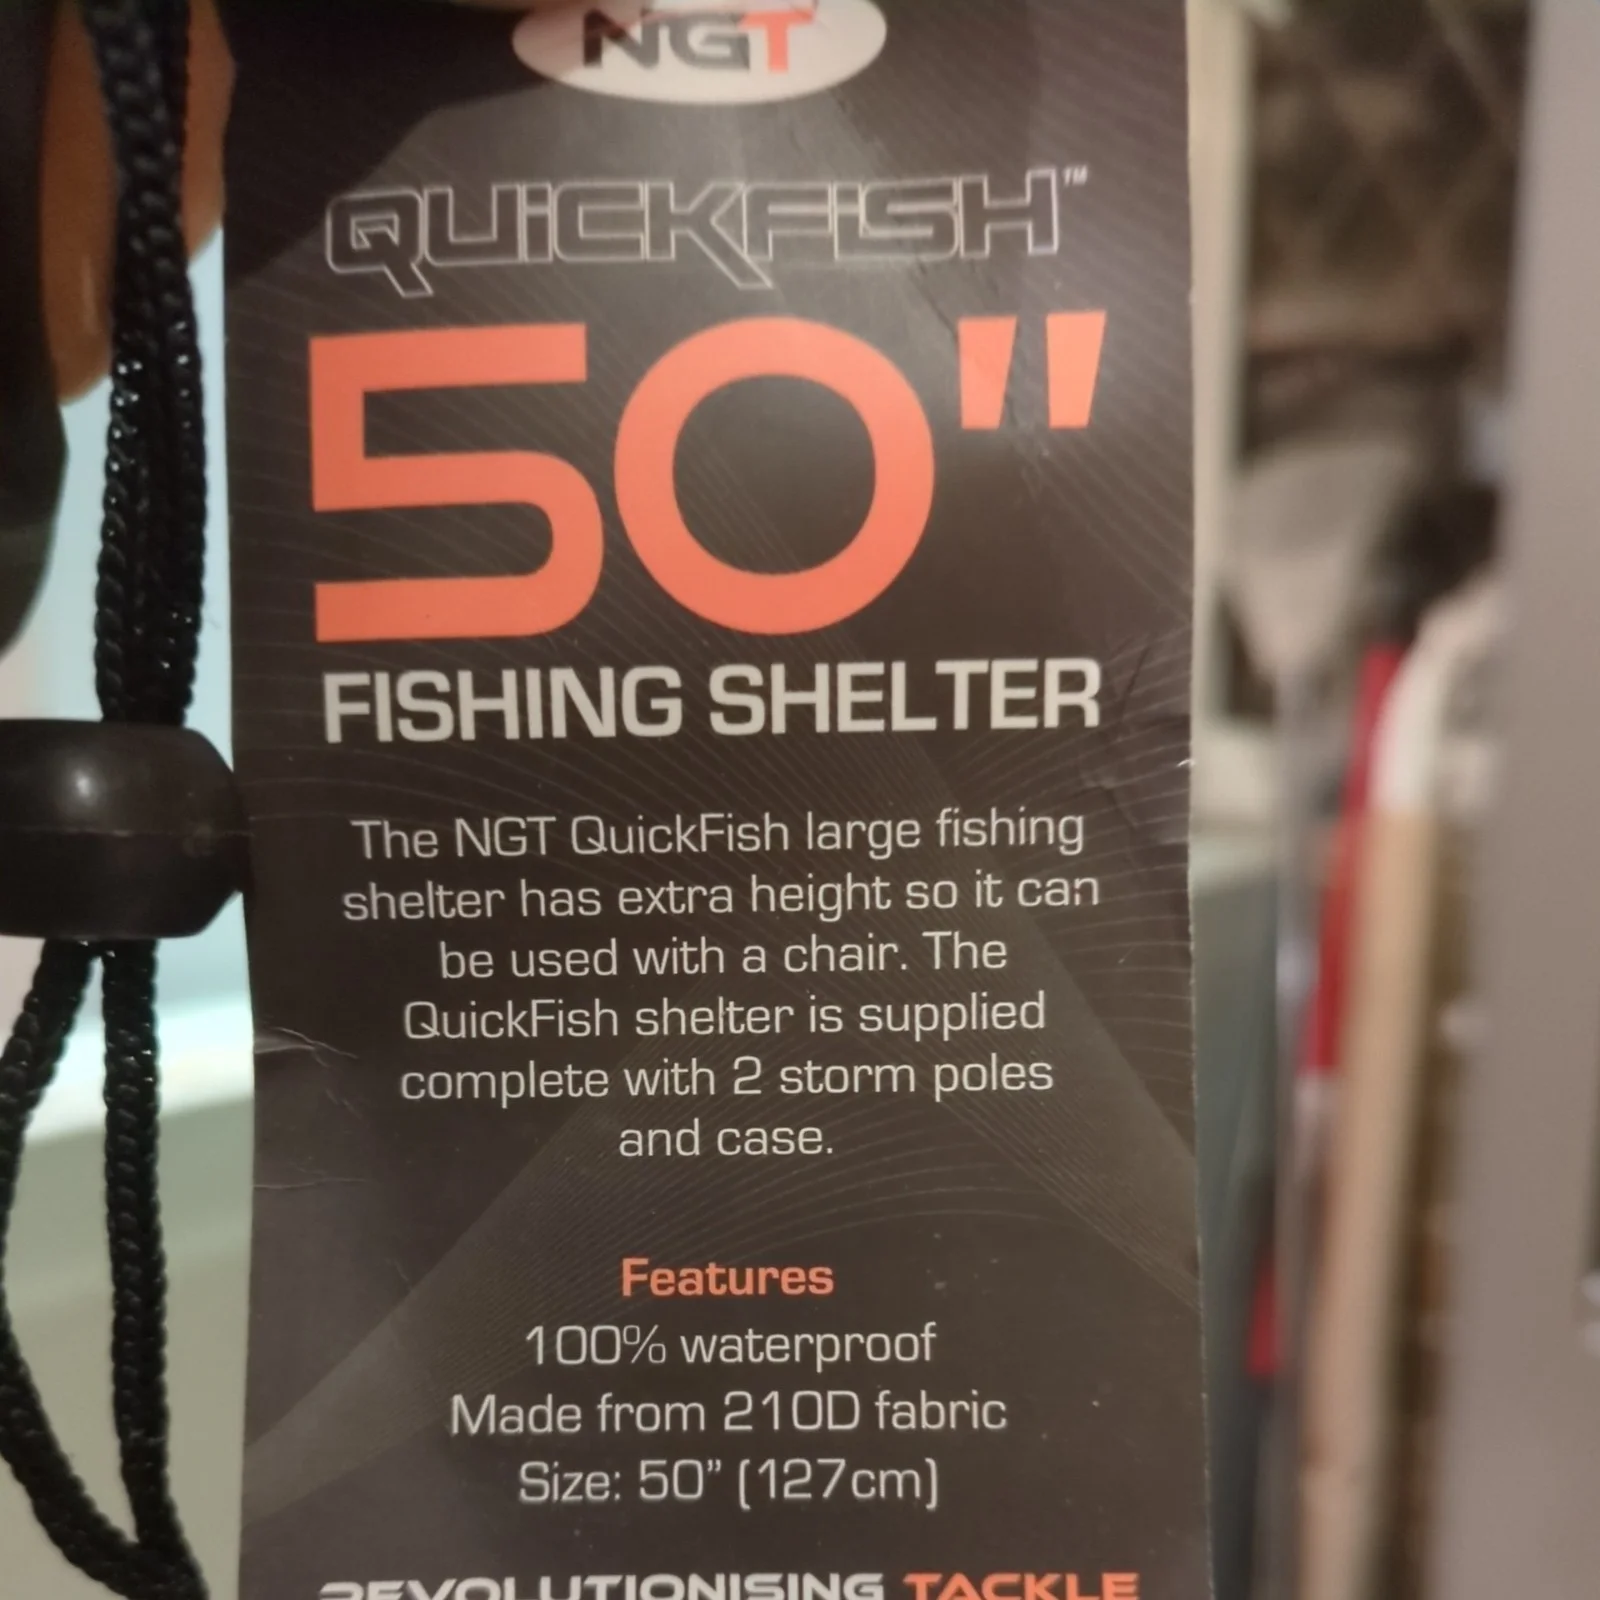 NGT
QUiCKFiSH™
50"
FISHING SHELTER
The NGT QuickFish large fishing
shelter has extra height so it can
be used with a chair. The
QuickFish shelter is supplied
complete with 2 storm poles
and case.
Features
100% waterproof
Made from 210D fabric
Size: 50” (127cm)
REVOLUTIONISING TACKLE